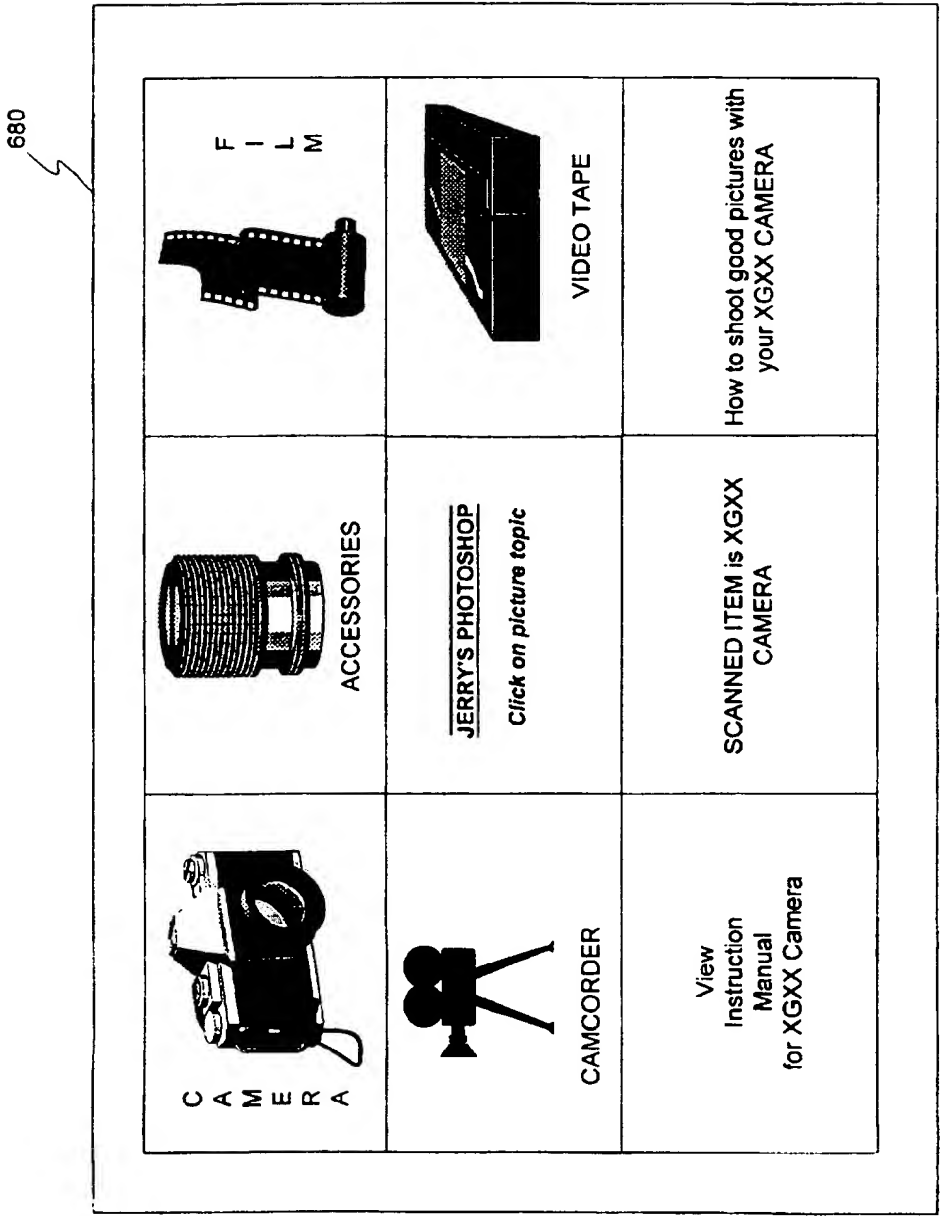 680
C
A
M
E
R
A
ACCESSORIES
F
I
L
M
CAMCORDER
JERRY'S PHOTOSHOP
Click on picture topic
VIDEO TAPE
View
Instruction
Manual
for XGXX Camera
SCANNED ITEM is XGXX
CAMERA
How to shoot good pictures with
your XGXX CAMERA